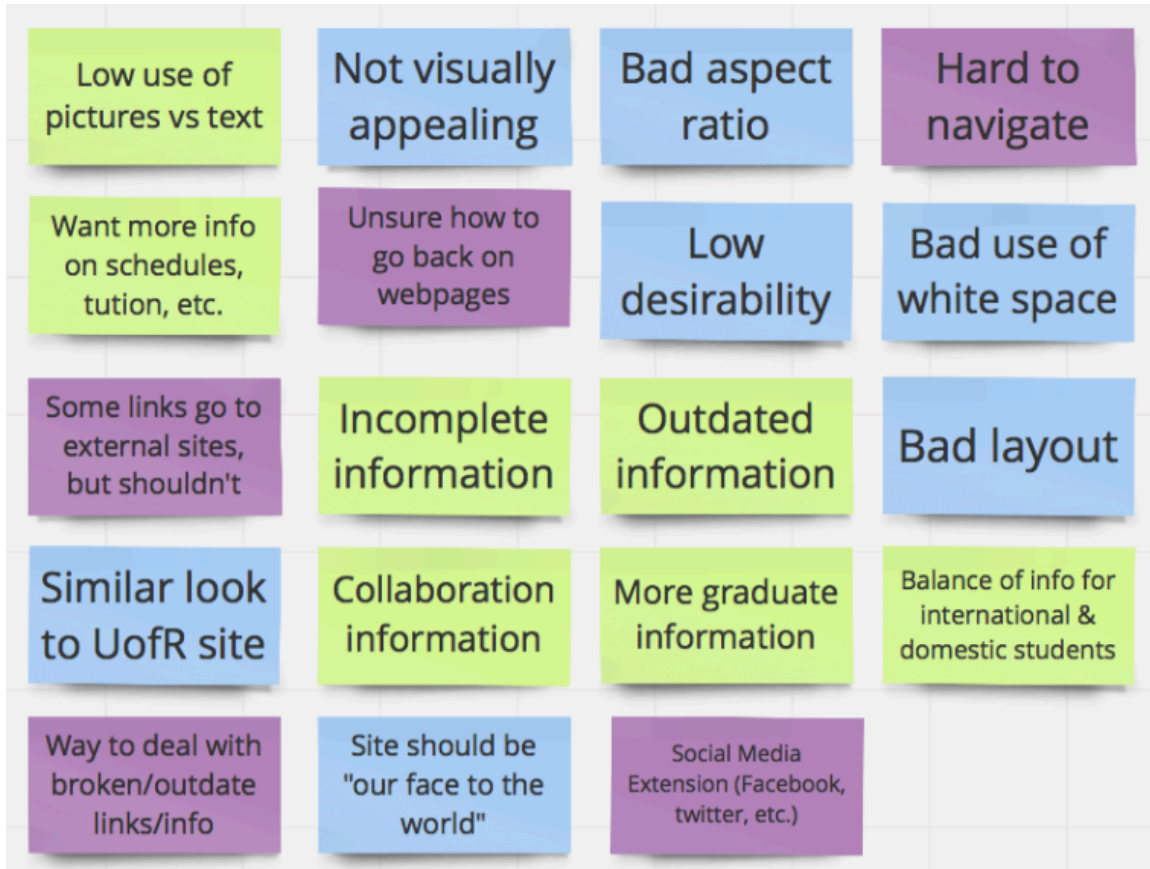 Low use of
pictures vs text
Not visually
appealing
Bad aspect
ratio
Hard to
navigate
Want more info
on schedules,
tution, etc.
Unsure how to
go back on
webpages
Low
desirability
Bad use of
white space
Some links go to
external sites,
but shouldn't
Incomplete
information
Outdated
information
Bad layout
Similar look
to UofR site
Collaboration
information
More graduate
information
Balance of info for
international &
domestic students
Way to deal with
broken/outdate
links/info
Site should be
"our face to the
world"
Social Media
Extension (Facebook,
twitter, etc.)